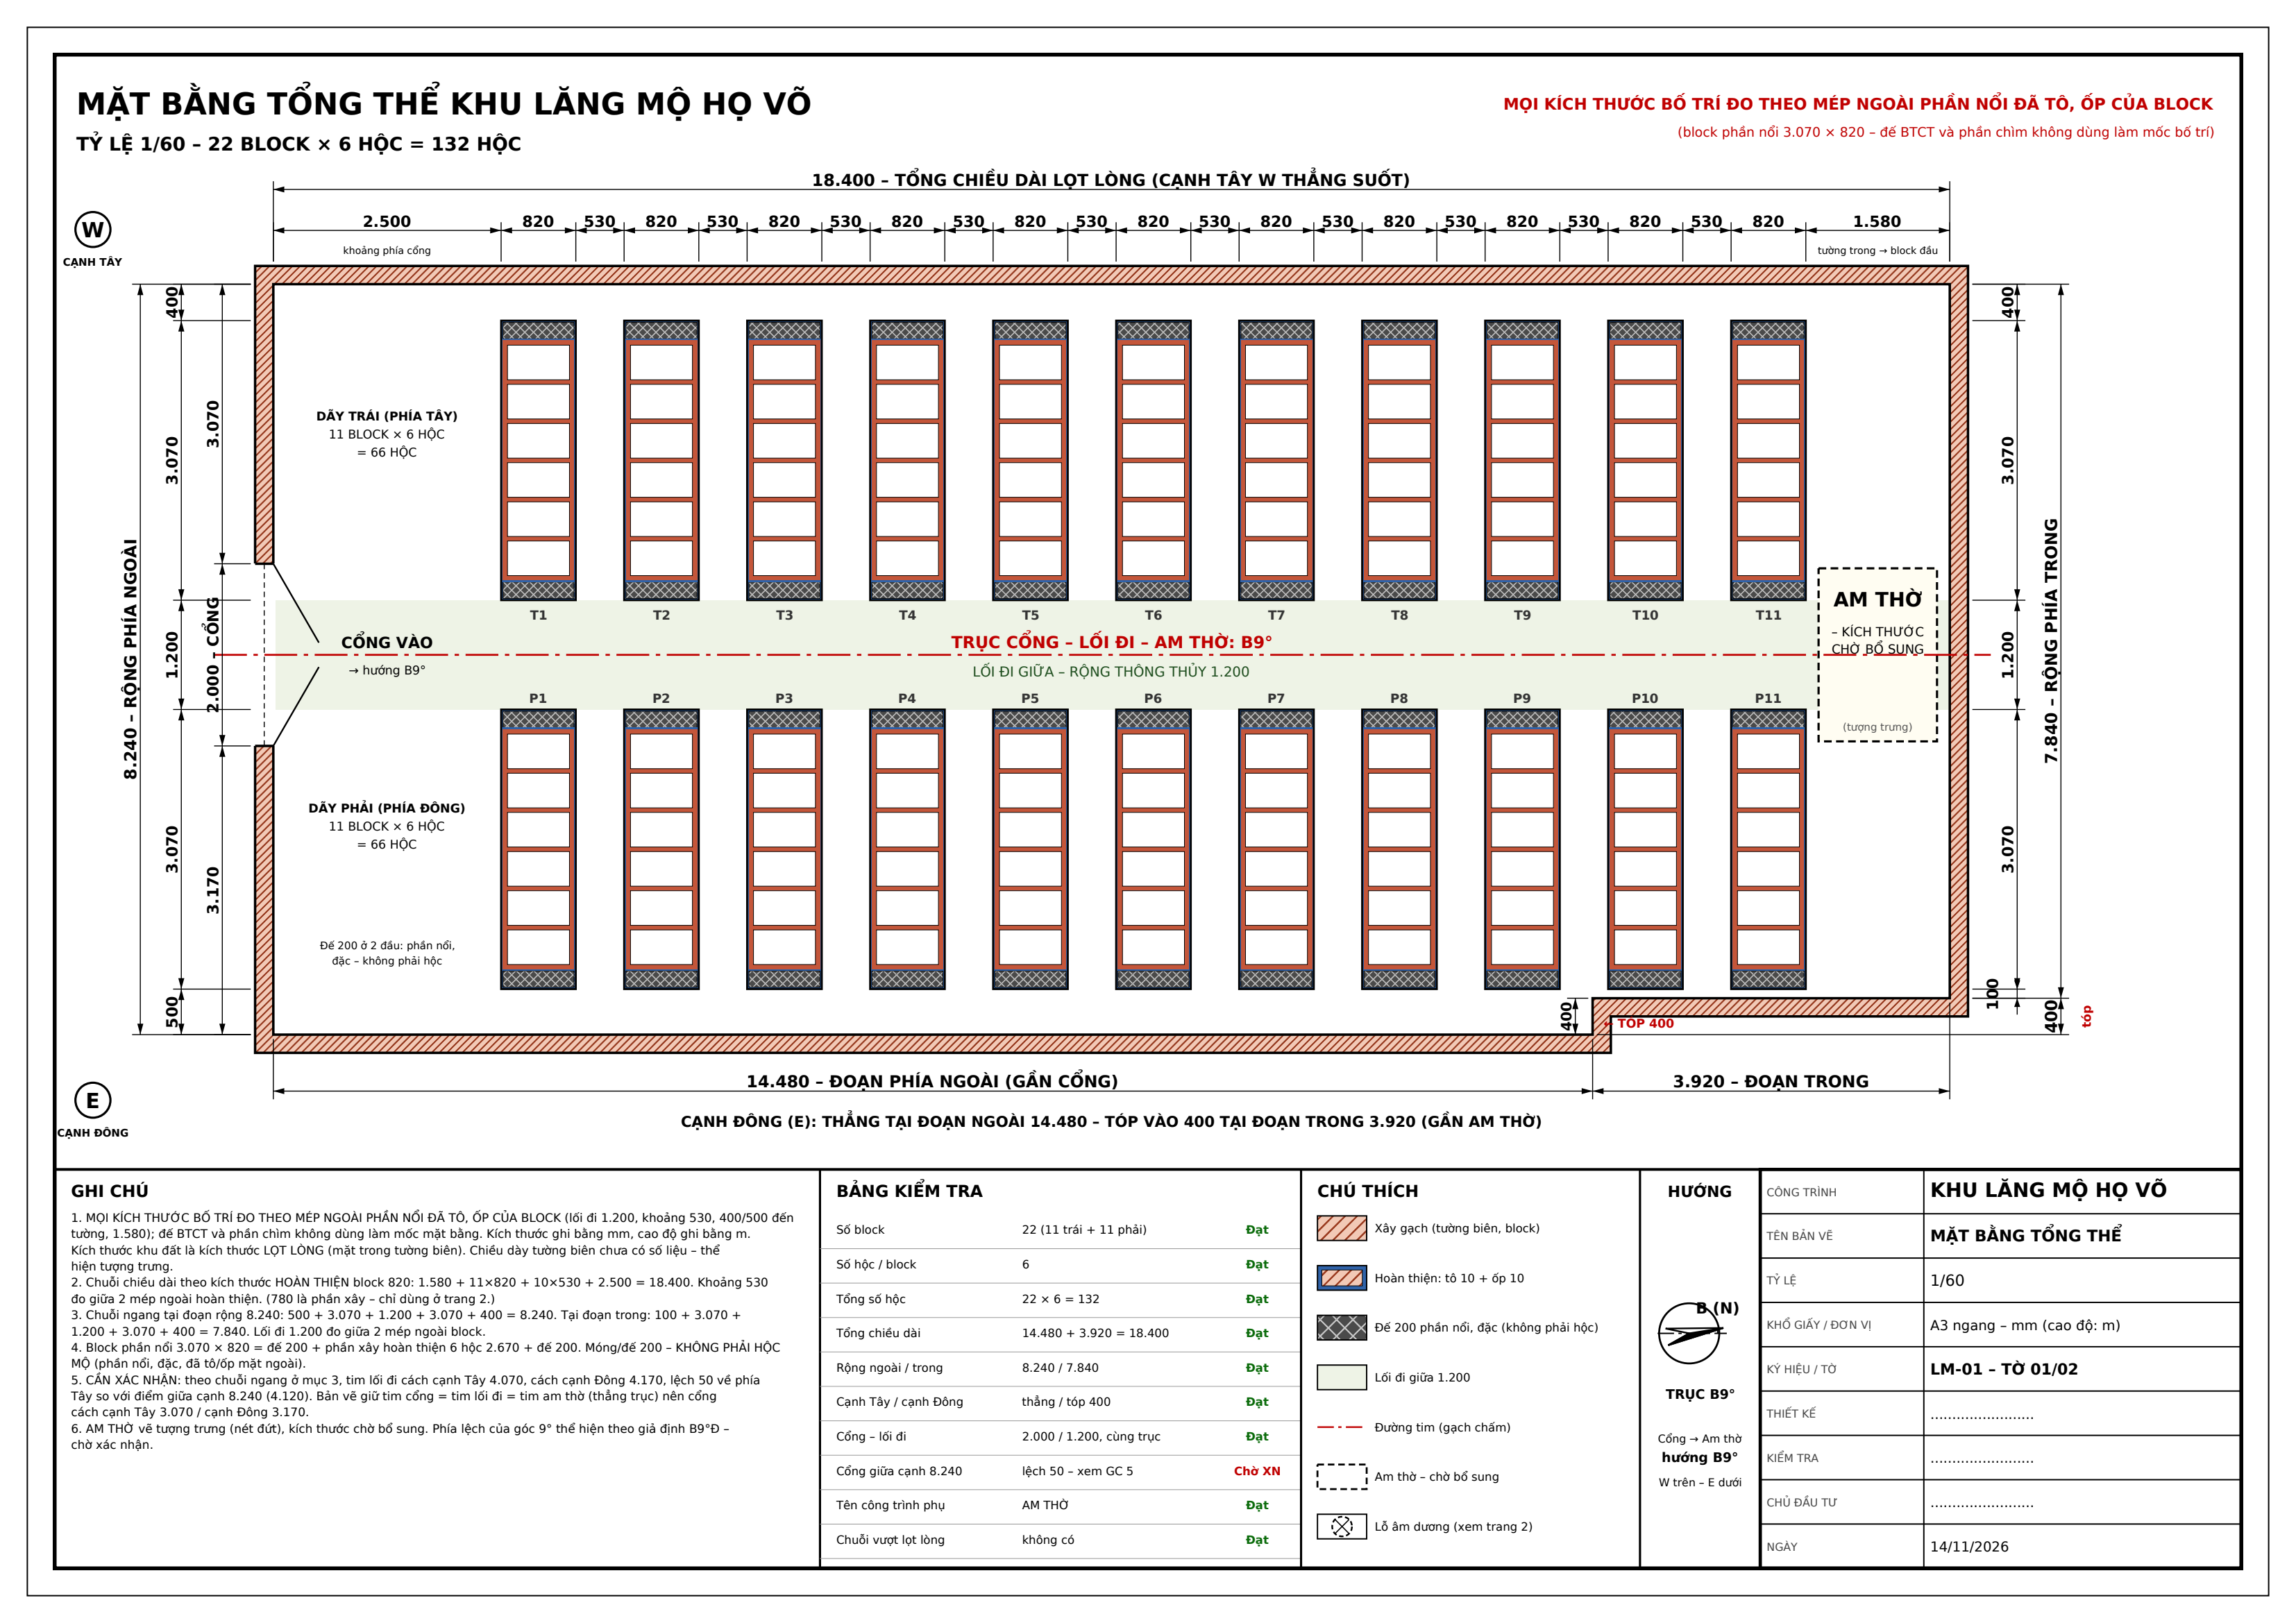 MẶT BẰNG TỔNG THỂ KHU LĂNG MỘ HỌ VÕ
TỶ LỆ 1/60 – 22 BLOCK × 6 HỘC = 132 HỘC
MỌI KÍCH THƯỚC BỐ TRÍ ĐO THEO MÉP NGOÀI PHẦN NỔI ĐÃ TÔ, ỐP CỦA BLOCK
(block phần nổi 3.070 × 820 – đế BTCT và phần chìm không dùng làm mốc bố trí)
18.400 – TỔNG CHIỀU DÀI LỌT LÒNG (CẠNH TÂY W THẲNG SUỐT)
W
CẠNH TÂY
2.500 820 530 820 530 820 530 820 530 820 530 820 530 820 530 820 530 820 530 820 530 820 1.580
khoảng phía cổng
tường trong → block đầu
8.240 – RỘNG PHÍA NGOÀI
400
3.070
1.200
3.070
500
3.070
2.000 – CỔNG
3.170
DÃY TRÁI (PHÍA TÂY)
11 BLOCK × 6 HỘC
= 66 HỘC
T1 T2 T3 T4 T5 T6 T7 T8 T9 T10 T11
CỔNG VÀO
→ hướng B9°
TRỤC CỔNG – LỐI ĐI – AM THỜ: B9°
LỐI ĐI GIỮA – RỘNG THÔNG THỦY 1.200
AM THỜ
– KÍCH THƯỚC
CHỜ BỔ SUNG
(tượng trưng)
P1 P2 P3 P4 P5 P6 P7 P8 P9 P10 P11
DÃY PHẢI (PHÍA ĐÔNG)
11 BLOCK × 6 HỘC
= 66 HỘC
Đế 200 ở 2 đầu: phần nổi,
đặc – không phải hộc
400
3.070
1.200
3.070
100
7.840 – RỘNG PHÍA TRONG
400
tóp
400
← TÓP 400
14.480 – ĐOẠN PHÍA NGOÀI (GẦN CỔNG)
3.920 – ĐOẠN TRONG
E
CẠNH ĐÔNG
CẠNH ĐÔNG (E): THẲNG TẠI ĐOẠN NGOÀI 14.480 – TÓP VÀO 400 TẠI ĐOẠN TRONG 3.920 (GẦN AM THỜ)
GHI CHÚ
1. MỌI KÍCH THƯỚC BỐ TRÍ ĐO THEO MÉP NGOÀI PHẦN NỔI ĐÃ TÔ, ỐP CỦA BLOCK (lối đi 1.200, khoảng 530, 400/500 đến
tường, 1.580); đế BTCT và phần chìm không dùng làm mốc mặt bằng. Kích thước ghi bằng mm, cao độ ghi bằng m.
Kích thước khu đất là kích thước LỌT LÒNG (mặt trong tường biên). Chiều dày tường biên chưa có số liệu – thể
hiện tượng trưng.
2. Chuỗi chiều dài theo kích thước HOÀN THIỆN block 820: 1.580 + 11×820 + 10×530 + 2.500 = 18.400. Khoảng 530
đo giữa 2 mép ngoài hoàn thiện. (780 là phần xây – chỉ dùng ở trang 2.)
3. Chuỗi ngang tại đoạn rộng 8.240: 500 + 3.070 + 1.200 + 3.070 + 400 = 8.240. Tại đoạn trong: 100 + 3.070 +
1.200 + 3.070 + 400 = 7.840. Lối đi 1.200 đo giữa 2 mép ngoài block.
4. Block phần nổi 3.070 × 820 = đế 200 + phần xây hoàn thiện 6 hộc 2.670 + đế 200. Móng/đế 200 – KHÔNG PHẢI HỘC
MỘ (phần nổi, đặc, đã tô/ốp mặt ngoài).
5. CẦN XÁC NHẬN: theo chuỗi ngang ở mục 3, tim lối đi cách cạnh Tây 4.070, cách cạnh Đông 4.170, lệch 50 về phía
Tây so với điểm giữa cạnh 8.240 (4.120). Bản vẽ giữ tim cổng = tim lối đi = tim am thờ (thẳng trục) nên cổng
cách cạnh Tây 3.070 / cạnh Đông 3.170.
6. AM THỜ vẽ tượng trưng (nét đứt), kích thước chờ bổ sung. Phía lệch của góc 9° thể hiện theo giả định B9°Đ –
chờ xác nhận.
BẢNG KIỂM TRA
Số block 22 (11 trái + 11 phải) Đạt
Số hộc / block 6 Đạt
Tổng số hộc 22 × 6 = 132 Đạt
Tổng chiều dài 14.480 + 3.920 = 18.400 Đạt
Rộng ngoài / trong 8.240 / 7.840 Đạt
Cạnh Tây / cạnh Đông thẳng / tóp 400 Đạt
Cổng – lối đi 2.000 / 1.200, cùng trục Đạt
Cổng giữa cạnh 8.240 lệch 50 – xem GC 5 Chờ XN
Tên công trình phụ AM THỜ Đạt
Chuỗi vượt lọt lòng không có Đạt
CHÚ THÍCH
Xây gạch (tường biên, block)
Hoàn thiện: tô 10 + ốp 10
Đế 200 phần nổi, đặc (không phải hộc)
Lối đi giữa 1.200
Đường tim (gạch chấm)
Am thờ – chờ bổ sung
Lỗ âm dương (xem trang 2)
HƯỚNG
B (N)
TRỤC B9°
Cổng → Am thờ
hướng B9°
W trên – E dưới
CÔNG TRÌNH KHU LĂNG MỘ HỌ VÕ
TÊN BẢN VẼ MẶT BẰNG TỔNG THỂ
TỶ LỆ 1/60
KHỔ GIẤY / ĐƠN VỊ A3 ngang – mm (cao độ: m)
KÝ HIỆU / TỜ LM-01 – TỜ 01/02
THIẾT KẾ ........................
KIỂM TRA ........................
CHỦ ĐẦU TƯ ........................
NGÀY 14/11/2026